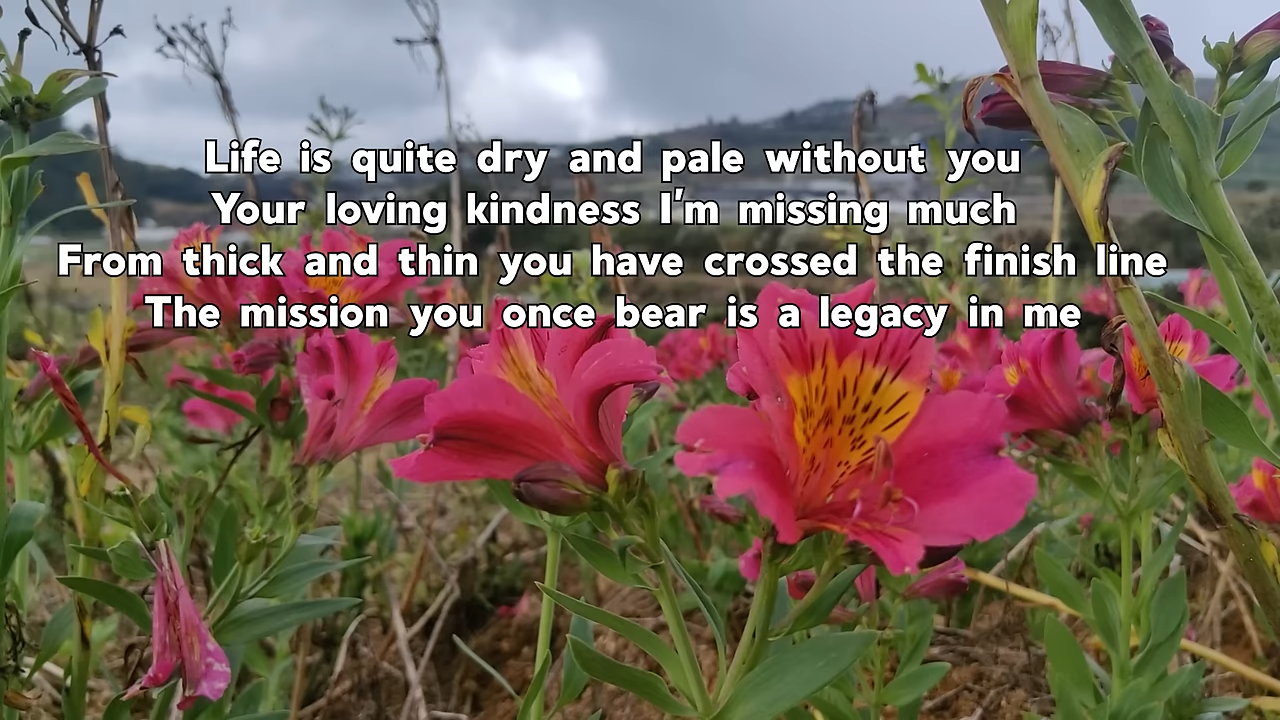 Life is quite dry and pale without you
Your loving kindness I'm missing much
From thick and thin you have crossed the finish line
The mission you once bear is a legacy in me